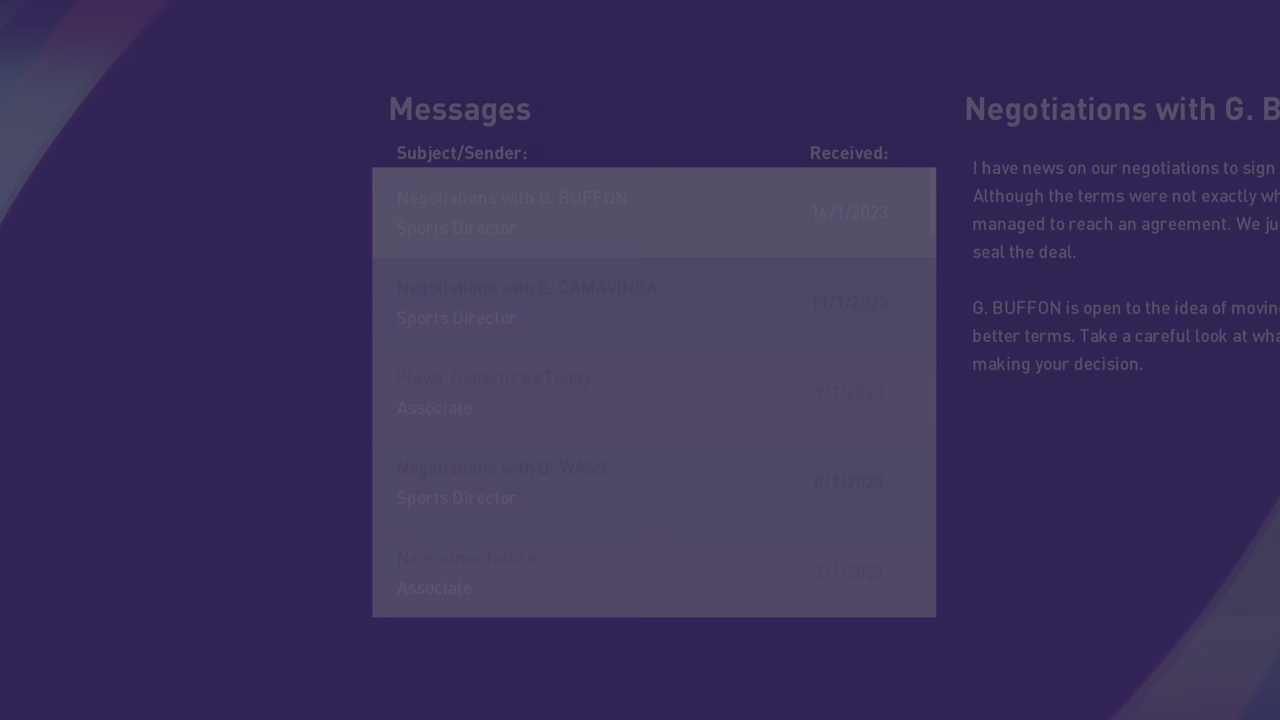 Messages
Subject/Sender:
Received:
Negotiations with G. BUFFON
14/1/2023
Sports Director
Negotiations with E. CAMAVINGA
11/1/2023
Sports Director
Player Departures Today
9/1/2023
Associate
Negotiations with D. WASS
8/1/2023
Sports Director
Newcomer Notice
3/1/2023
Associate
Negotiations with G. B
I have news on our negotiations to sign
Although the terms were not exactly wh
managed to reach an agreement. We ju
seal the deal.
G. BUFFON is open to the idea of movin
better terms. Take a careful look at wha
making your decision.